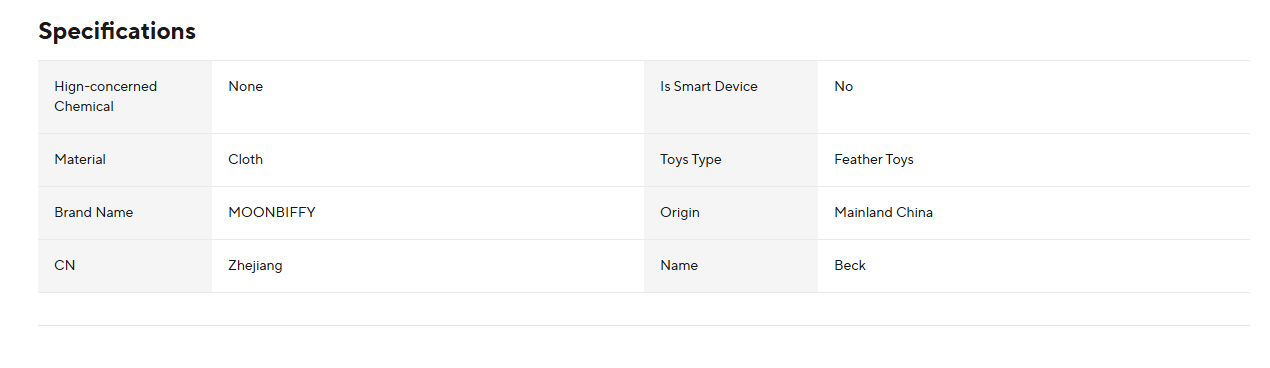 Specifications
Hign-concerned
Chemical
None
Is Smart Device
No
Material
Cloth
Toys Type
Feather Toys
Brand Name
MOONBIFFY
Origin
Mainland China
CN
Zhejiang
Name
Beck